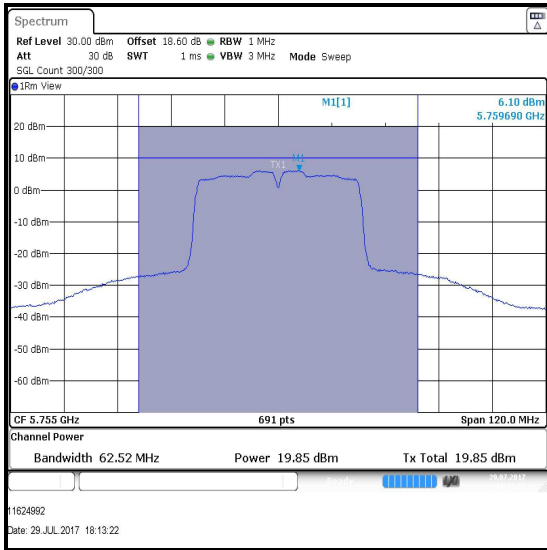 Spectrum
Ref Level 30.00 dBm Offset 18.60 dB RBW 1 MHz
Att 30 dB SWT 1 ms VBW 3 MHz Mode Sweep
SGL Count 300/300
1Rm View
M1[1] 6.10 dBm
5.759690 GHz
20 dBm
10 dBm
TX1 M1
0 dBm
-10 dBm
-20 dBm
-30 dBm
-40 dBm
-50 dBm
-60 dBm
CF 5.755 GHz 691 pts Span 120.0 MHz
Channel Power
Bandwidth 62.52 MHz Power 19.85 dBm Tx Total 19.85 dBm
Ready 29.07.2017
11624992
Date: 29.JUL.2017 18:13:22